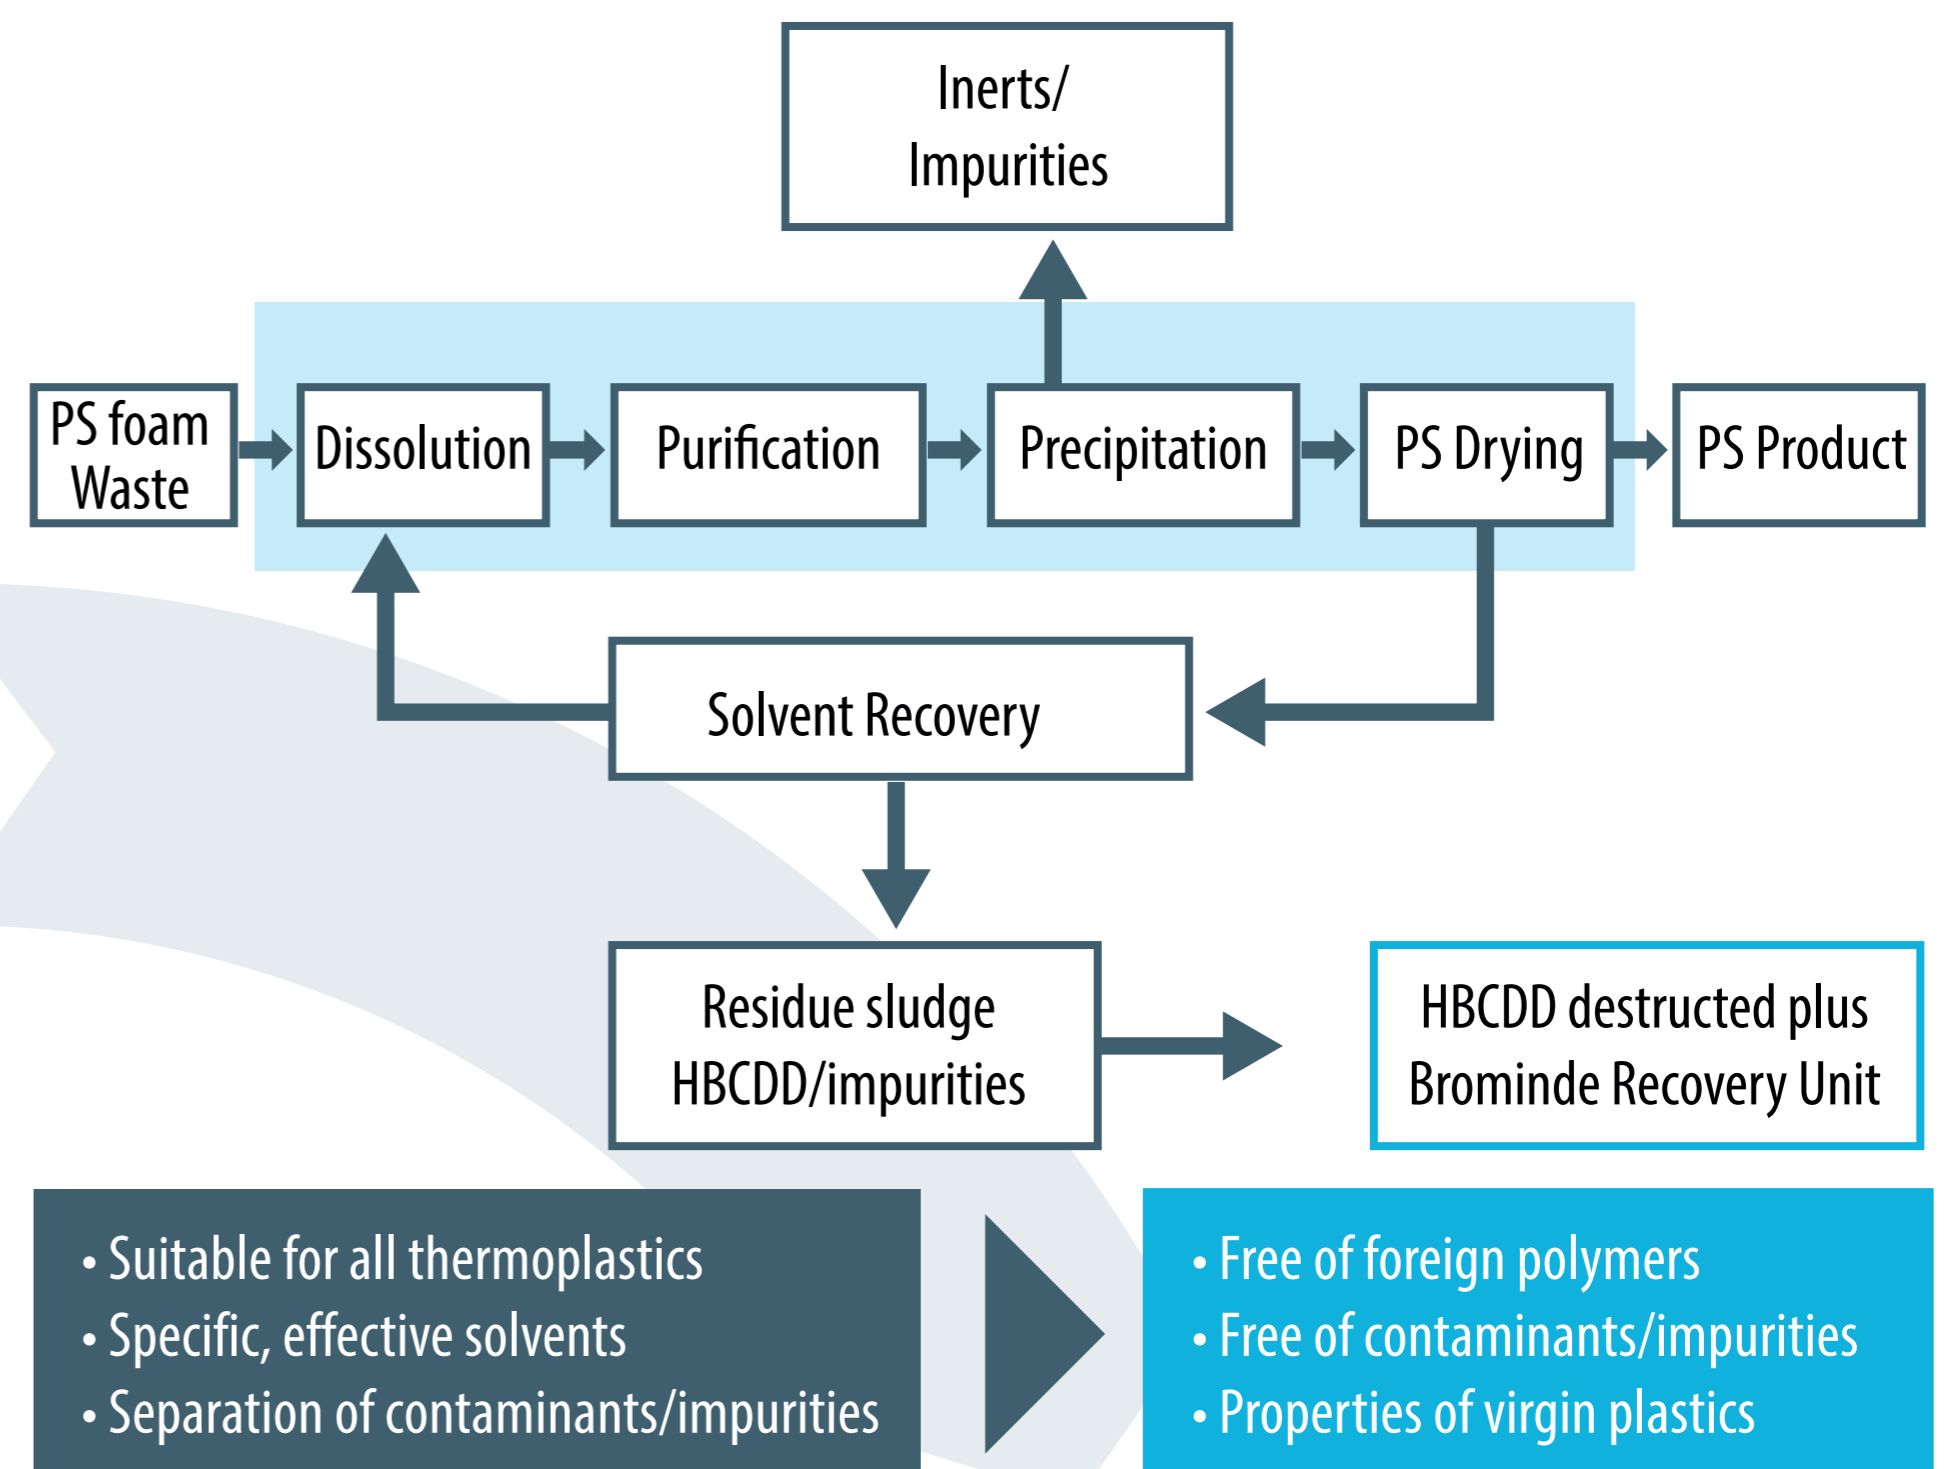 Inerts/
Impurities
PS foam
Waste
Dissolution
Purification
Precipitation
PS Drying
PS Product
Solvent Recovery
Residue sludge
HBCDD/impurities
HBCDD destructed plus
Brominde Recovery Unit
• Suitable for all thermoplastics
• Specific, effective solvents
• Separation of contaminants/impurities
• Free of foreign polymers
• Free of contaminants/impurities
• Properties of virgin plastics